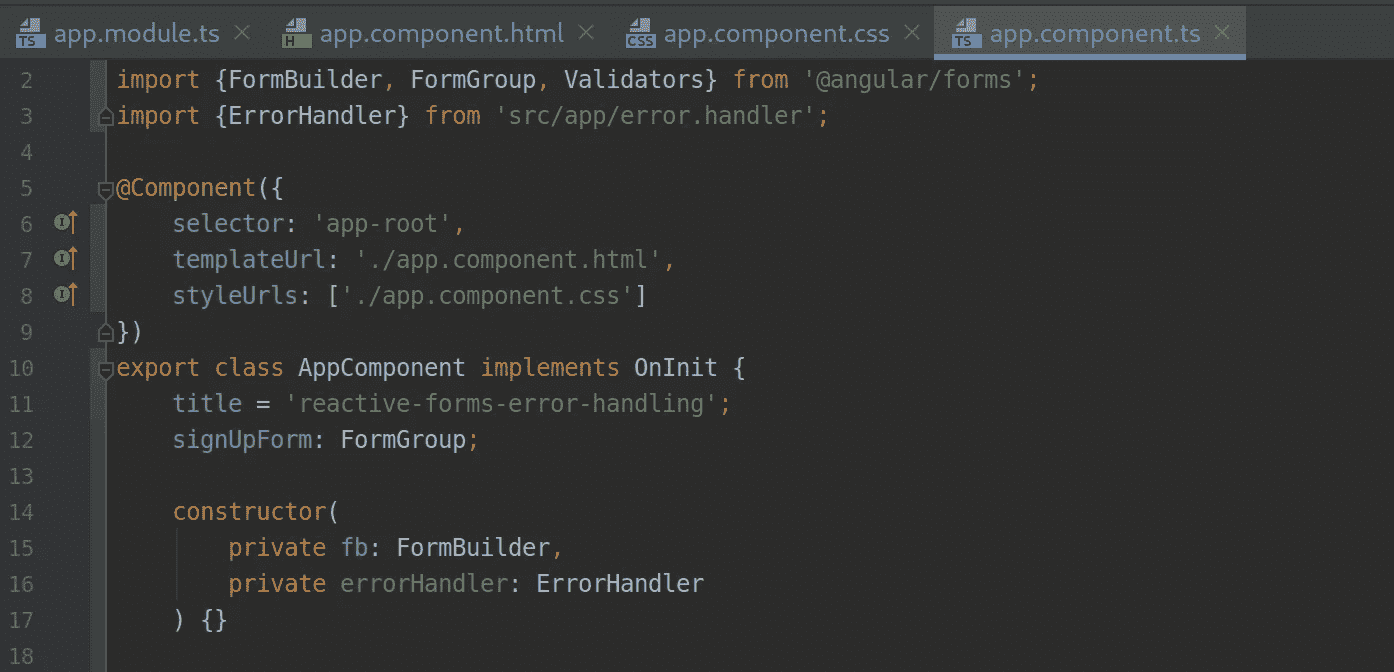 app.module.ts app.component.html app.component.css app.component.ts
2 import {FormBuilder, FormGroup, Validators} from '@angular/forms';
3 import {ErrorHandler} from 'src/app/error.handler';
4
5 @Component({
6     selector: 'app-root',
7     templateUrl: './app.component.html',
8     styleUrls: ['./app.component.css']
9 })
10 export class AppComponent implements OnInit {
11     title = 'reactive-forms-error-handling';
12     signUpForm: FormGroup;
13
14     constructor(
15         private fb: FormBuilder,
16         private errorHandler: ErrorHandler
17     ) {}
18